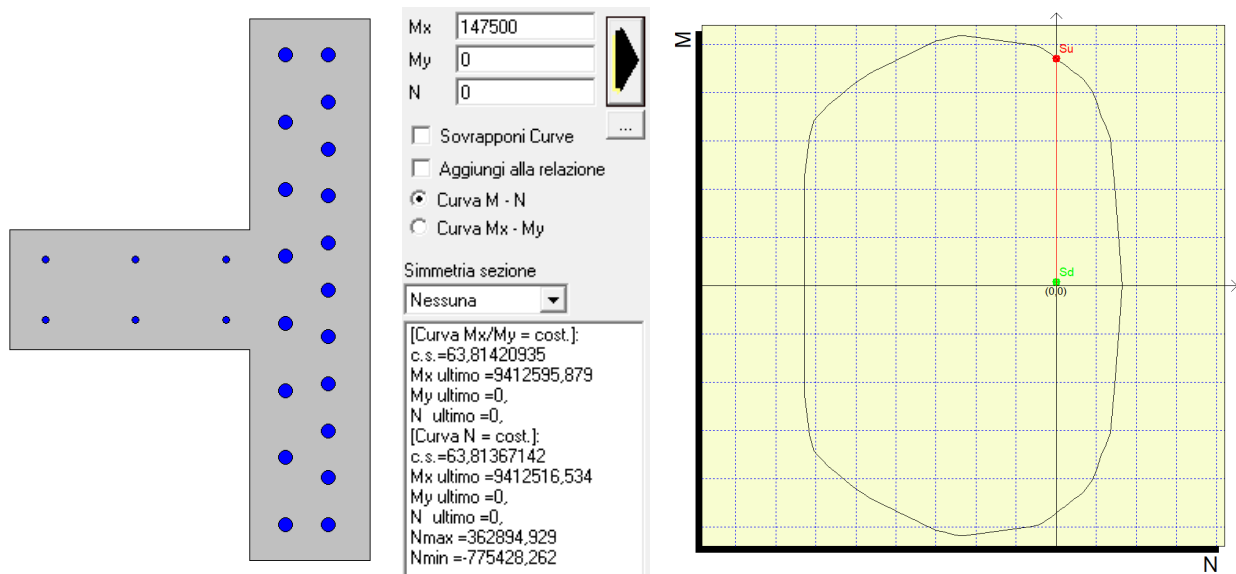 Mx 147500
My 0
N 0
...
Sovrapponi Curve
Aggiungi alla relazione
Curva M - N
Curva Mx - My
Simmetria sezione
Nessuna
[Curva Mx/My = cost.]:
c.s.=63,81420935
Mx ultimo =9412595,879
My ultimo =0,
N  ultimo =0,
[Curva N = cost.]:
c.s.=63,81367142
Mx ultimo =9412516,534
My ultimo =0,
N  ultimo =0,
Nmax =362894,929
Nmin =-775428,262
M
Su
Sd
(0,0)
N